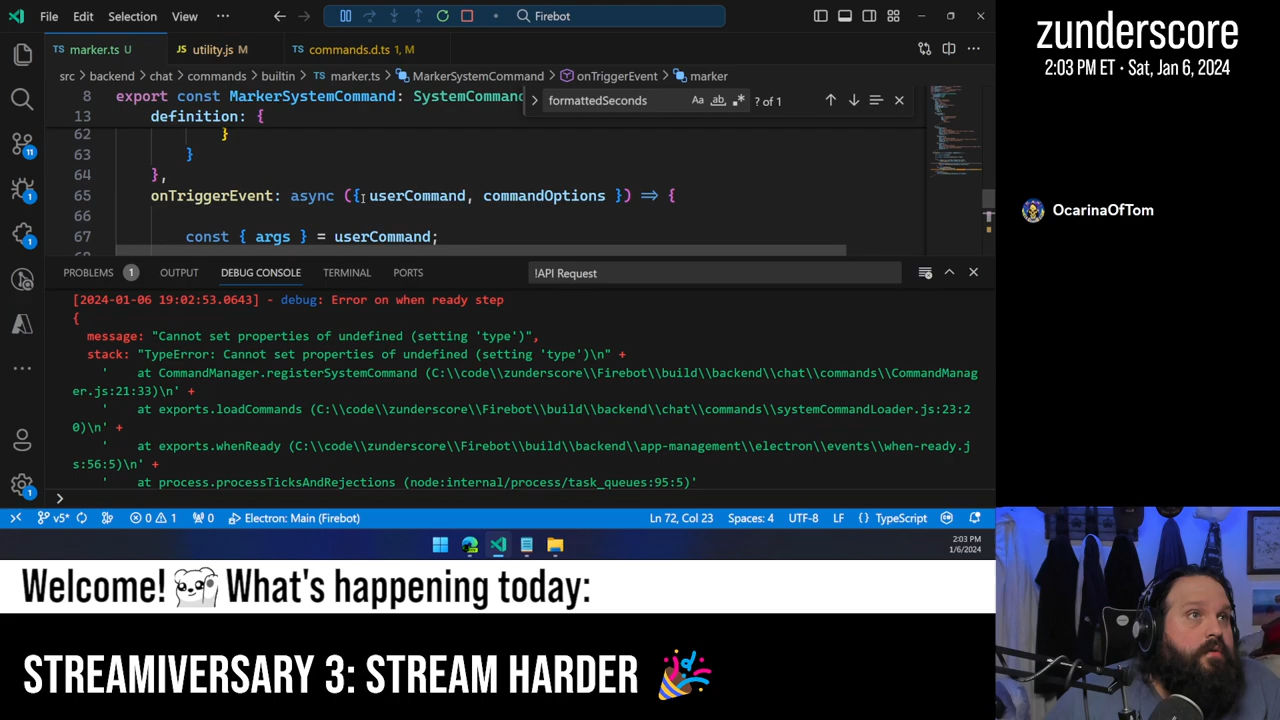 File Edit Selection View ··· Firebot
marker.ts U utility.js M commands.d.ts 1, M
src > backend > chat > commands > builtin > marker.ts > MarkerSystemCommand > onTriggerEvent > marker
8 export const MarkerSystemCommand: SystemCommand
formattedSeconds Aa ab ? of 1
13 definition: {
62 }
63 }
64 },
65 onTriggerEvent: async ({ userCommand, commandOptions }) => {
66
67 const { args } = userCommand;
PROBLEMS 1 OUTPUT DEBUG CONSOLE TERMINAL PORTS !API Request
[2024-01-06 19:02:53.0643] - debug: Error on when ready step
{
message: "Cannot set properties of undefined (setting 'type')",
stack: "TypeError: Cannot set properties of undefined (setting 'type')\n" +
'    at CommandManager.registerSystemCommand (C:\\code\\zunderscore\\Firebot\\build\\backend\\chat\\commands\\CommandManag
er.js:21:33)\n' +
'    at exports.loadCommands (C:\\code\\zunderscore\\Firebot\\build\\backend\\chat\\commands\\systemCommandLoader.js:23:2
0)\n' +
'    at exports.whenReady (C:\\code\\zunderscore\\Firebot\\build\\backend\\app-management\\electron\\events\\when-ready.j
s:56:5)\n' +
'    at process.processTicksAndRejections (node:internal/process/task_queues:95:5)'
>
11
1
1
1
v5* 0 1 0 Electron: Main (Firebot) Ln 72, Col 23 Spaces: 4 UTF-8 LF {} TypeScript
2:03 PM
1/6/2024
zunderscore
2:03 PM ET • Sat, Jan 6, 2024
OcarinaOfTom
Welcome! What's happening today:
STREAMIVERSARY 3: STREAM HARDER 🎉